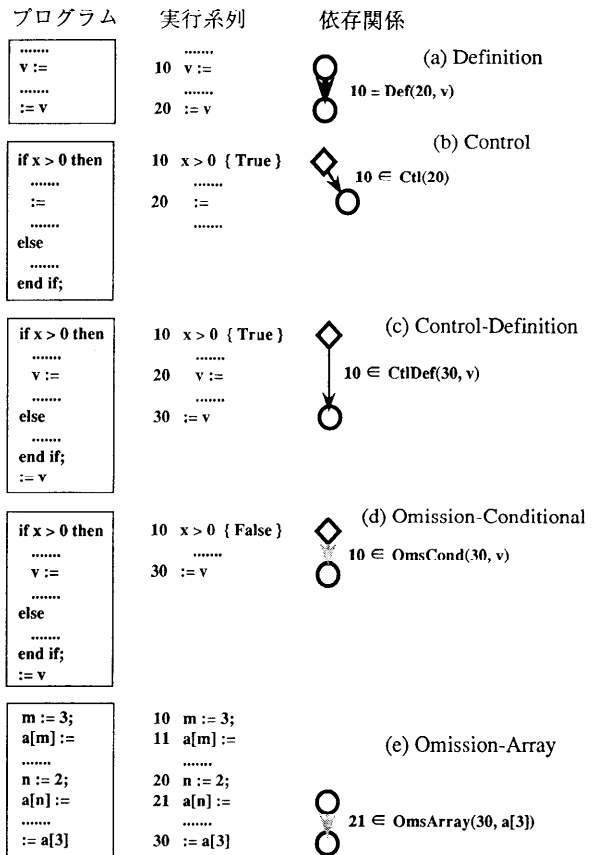 プログラム 実行系列 依存関係
(a) Definition
.......
v :=
.......
:= v
.......
10 v :=
.......
20 := v
10 = Def(20, v)
(b) Control
if x > 0 then
.......
:=
.......
else
.......
end if;
10 x > 0 { True }
.......
20 :=
.......
10 ∈ Ctl(20)
(c) Control-Definition
if x > 0 then
.......
v :=
.......
else
.......
end if;
:= v
10 x > 0 { True }
.......
20 v :=
.......
30 := v
10 ∈ CtlDef(30, v)
(d) Omission-Conditional
if x > 0 then
.......
v :=
.......
else
.......
end if;
:= v
10 x > 0 { False }
.......
30 := v
10 ∈ OmsCond(30, v)
(e) Omission-Array
m := 3;
a[m] :=
.......
n := 2;
a[n] :=
.......
:= a[3]
10 m := 3;
11 a[m] :=
.......
20 n := 2;
21 a[n] :=
.......
30 := a[3]
21 ∈ OmsArray(30, a[3])